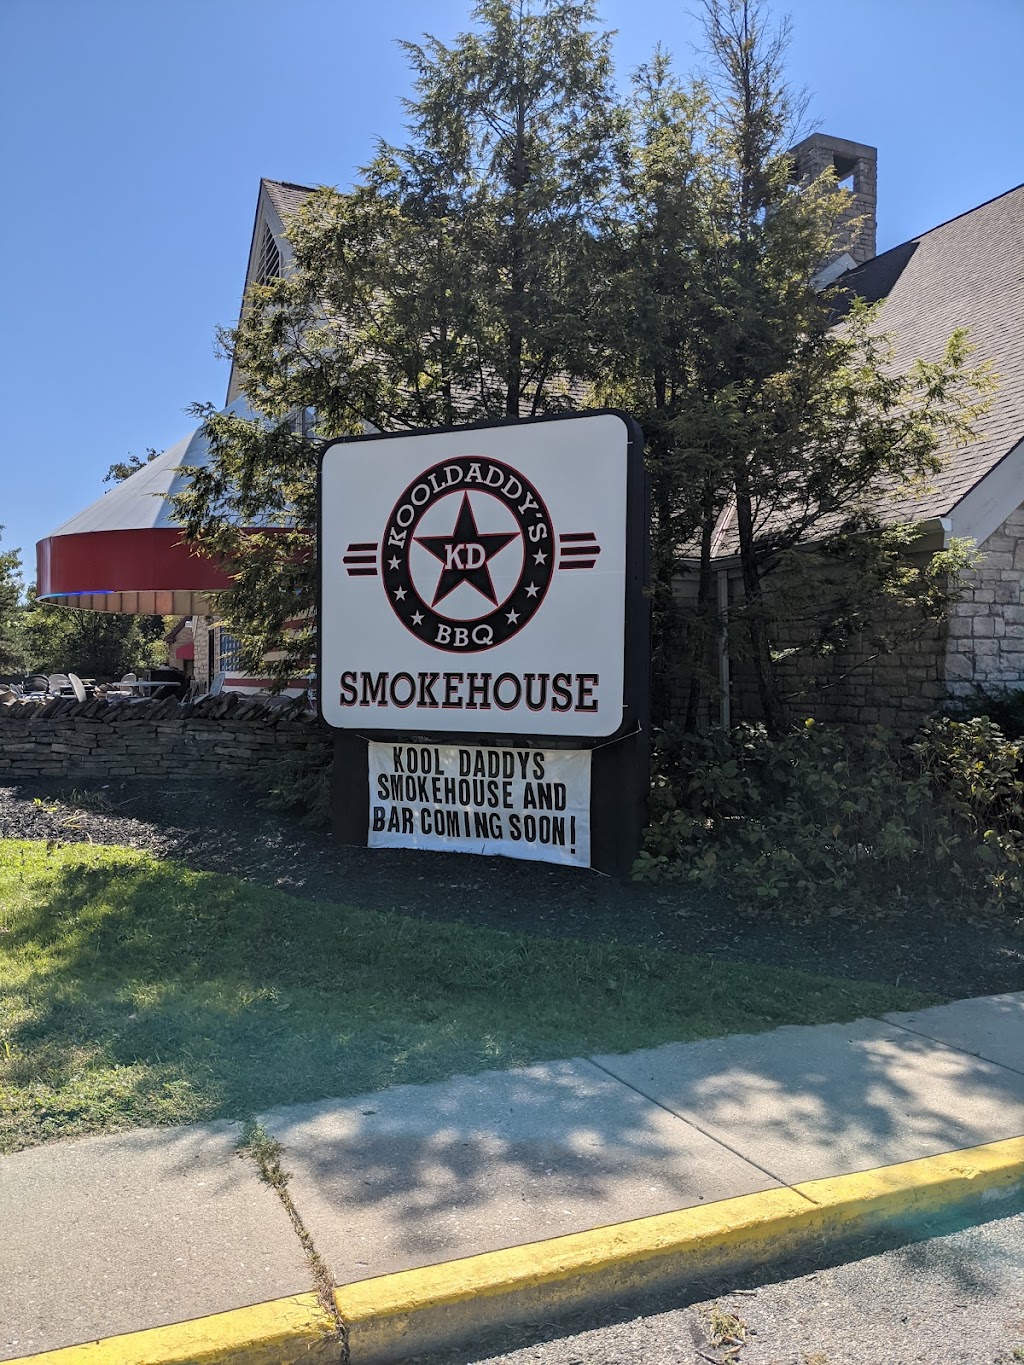 KOOLDADDY'S
KD
BBQ
SMOKEHOUSE
KOOL DADDYS
SMOKEHOUSE AND
BAR COMING SOON!